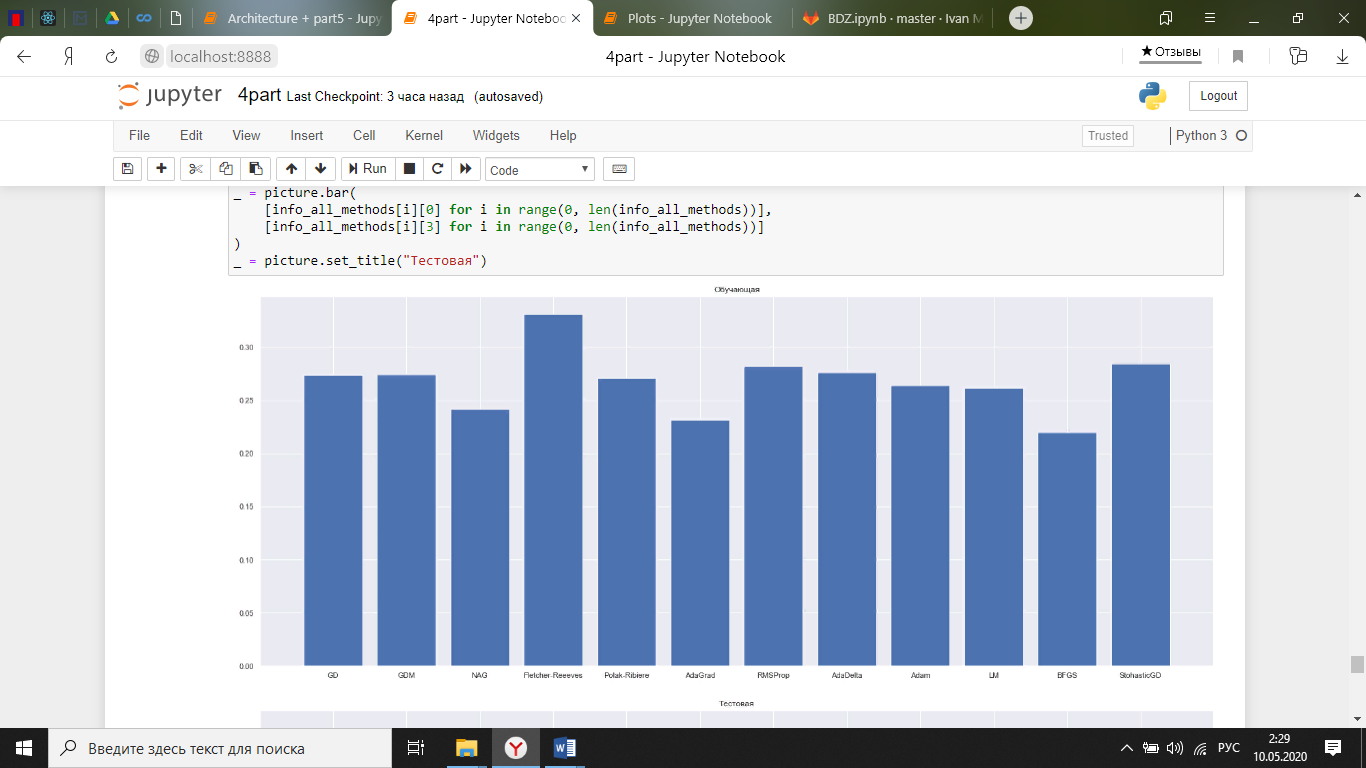 Architecture + part5 - Jupy
4part - Jupyter Noteboo
Plots - Jupyter Notebook
BDZ.ipynb · master · Ivan M
localhost:8888
4part - Jupyter Notebook
★ Отзывы
jupyter
4part Last Checkpoint: 3 часа назад (autosaved)
Logout
File Edit View Insert Cell Kernel Widgets Help
Trusted
Python 3
Run
Code
_ = picture.bar(
[info_all_methods[i][0] for i in range(0, len(info_all_methods))],
[info_all_methods[i][3] for i in range(0, len(info_all_methods))]
)
_ = picture.set_title("Тестовая")
Обучающая
0.30
0.25
0.20
0.15
0.10
0.05
0.00
GD GDM NAG Fletcher-Reeeves Polak-Ribiere AdaGrad RMSProp AdaDelta Adam LM BFGS StohasticGD
Тестовая
Введите здесь текст для поиска
РУС
2:29
10.05.2020